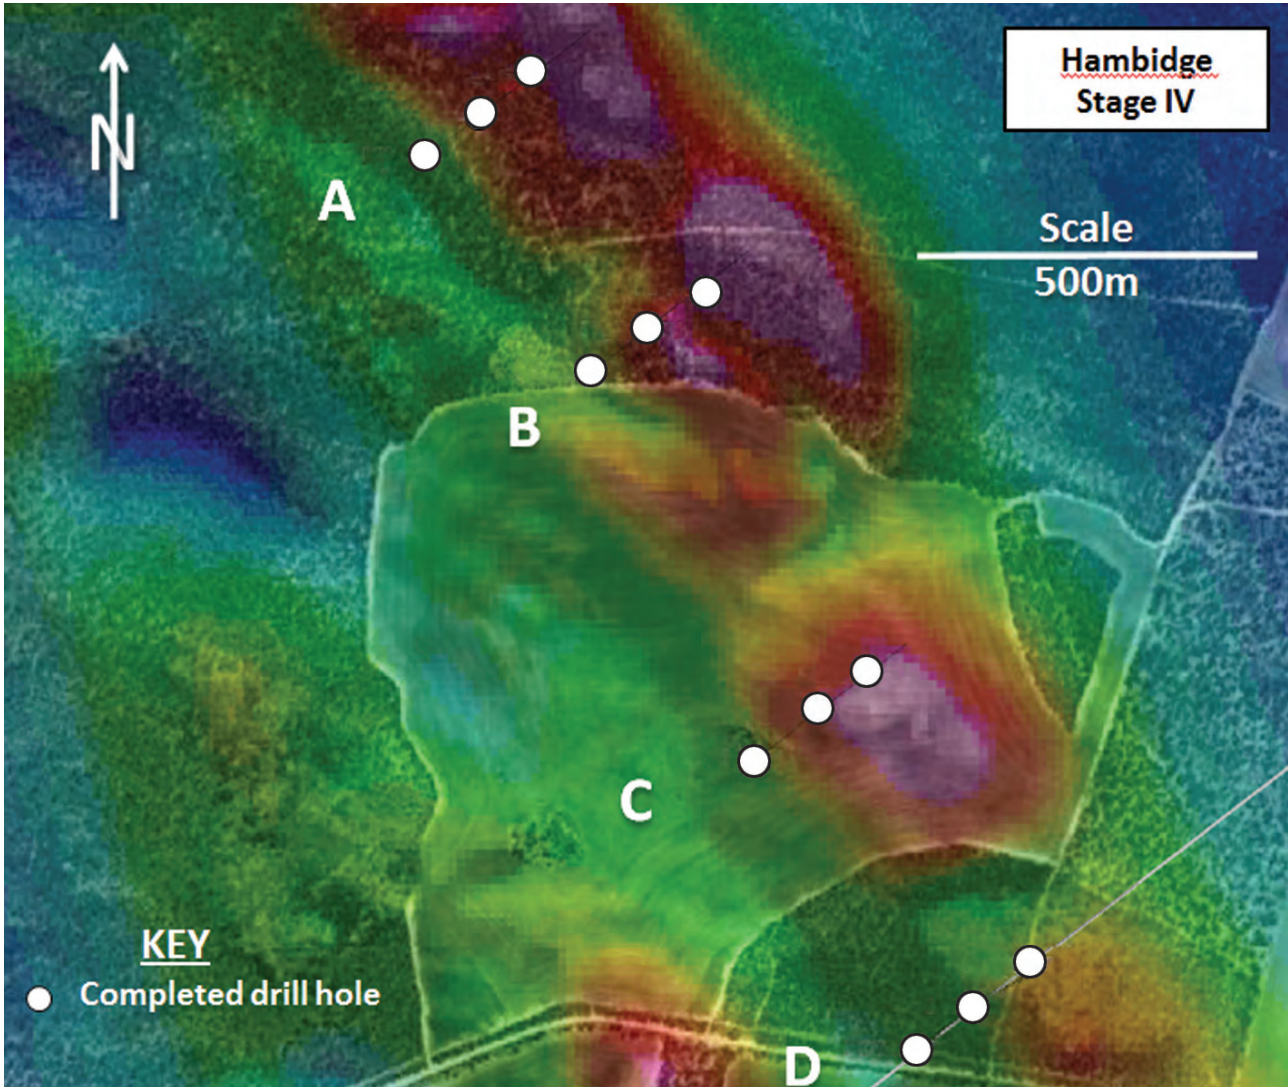 Hambidge
Stage IV
N
A
Scale
500m
B
C
KEY
Completed drill hole
D